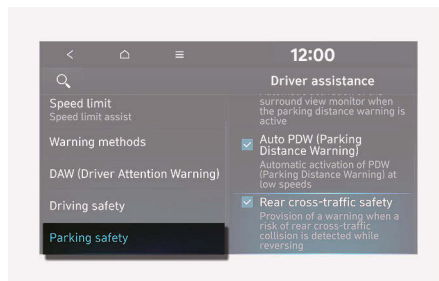 12:00
Driver assistance
Speed limit
Speed limit assist
Warning methods
DAW (Driver Attention Warning)
Driving safety
Parking safety
surround view monitor when
the parking distance warning is
active
Auto PDW (Parking
Distance Warning)
Automatic activation of PDW
(Parking Distance Warning) at
low speeds
Rear cross-traffic safety
Provision of a warning when a
risk of rear cross-traffic
collision is detected while
reversing